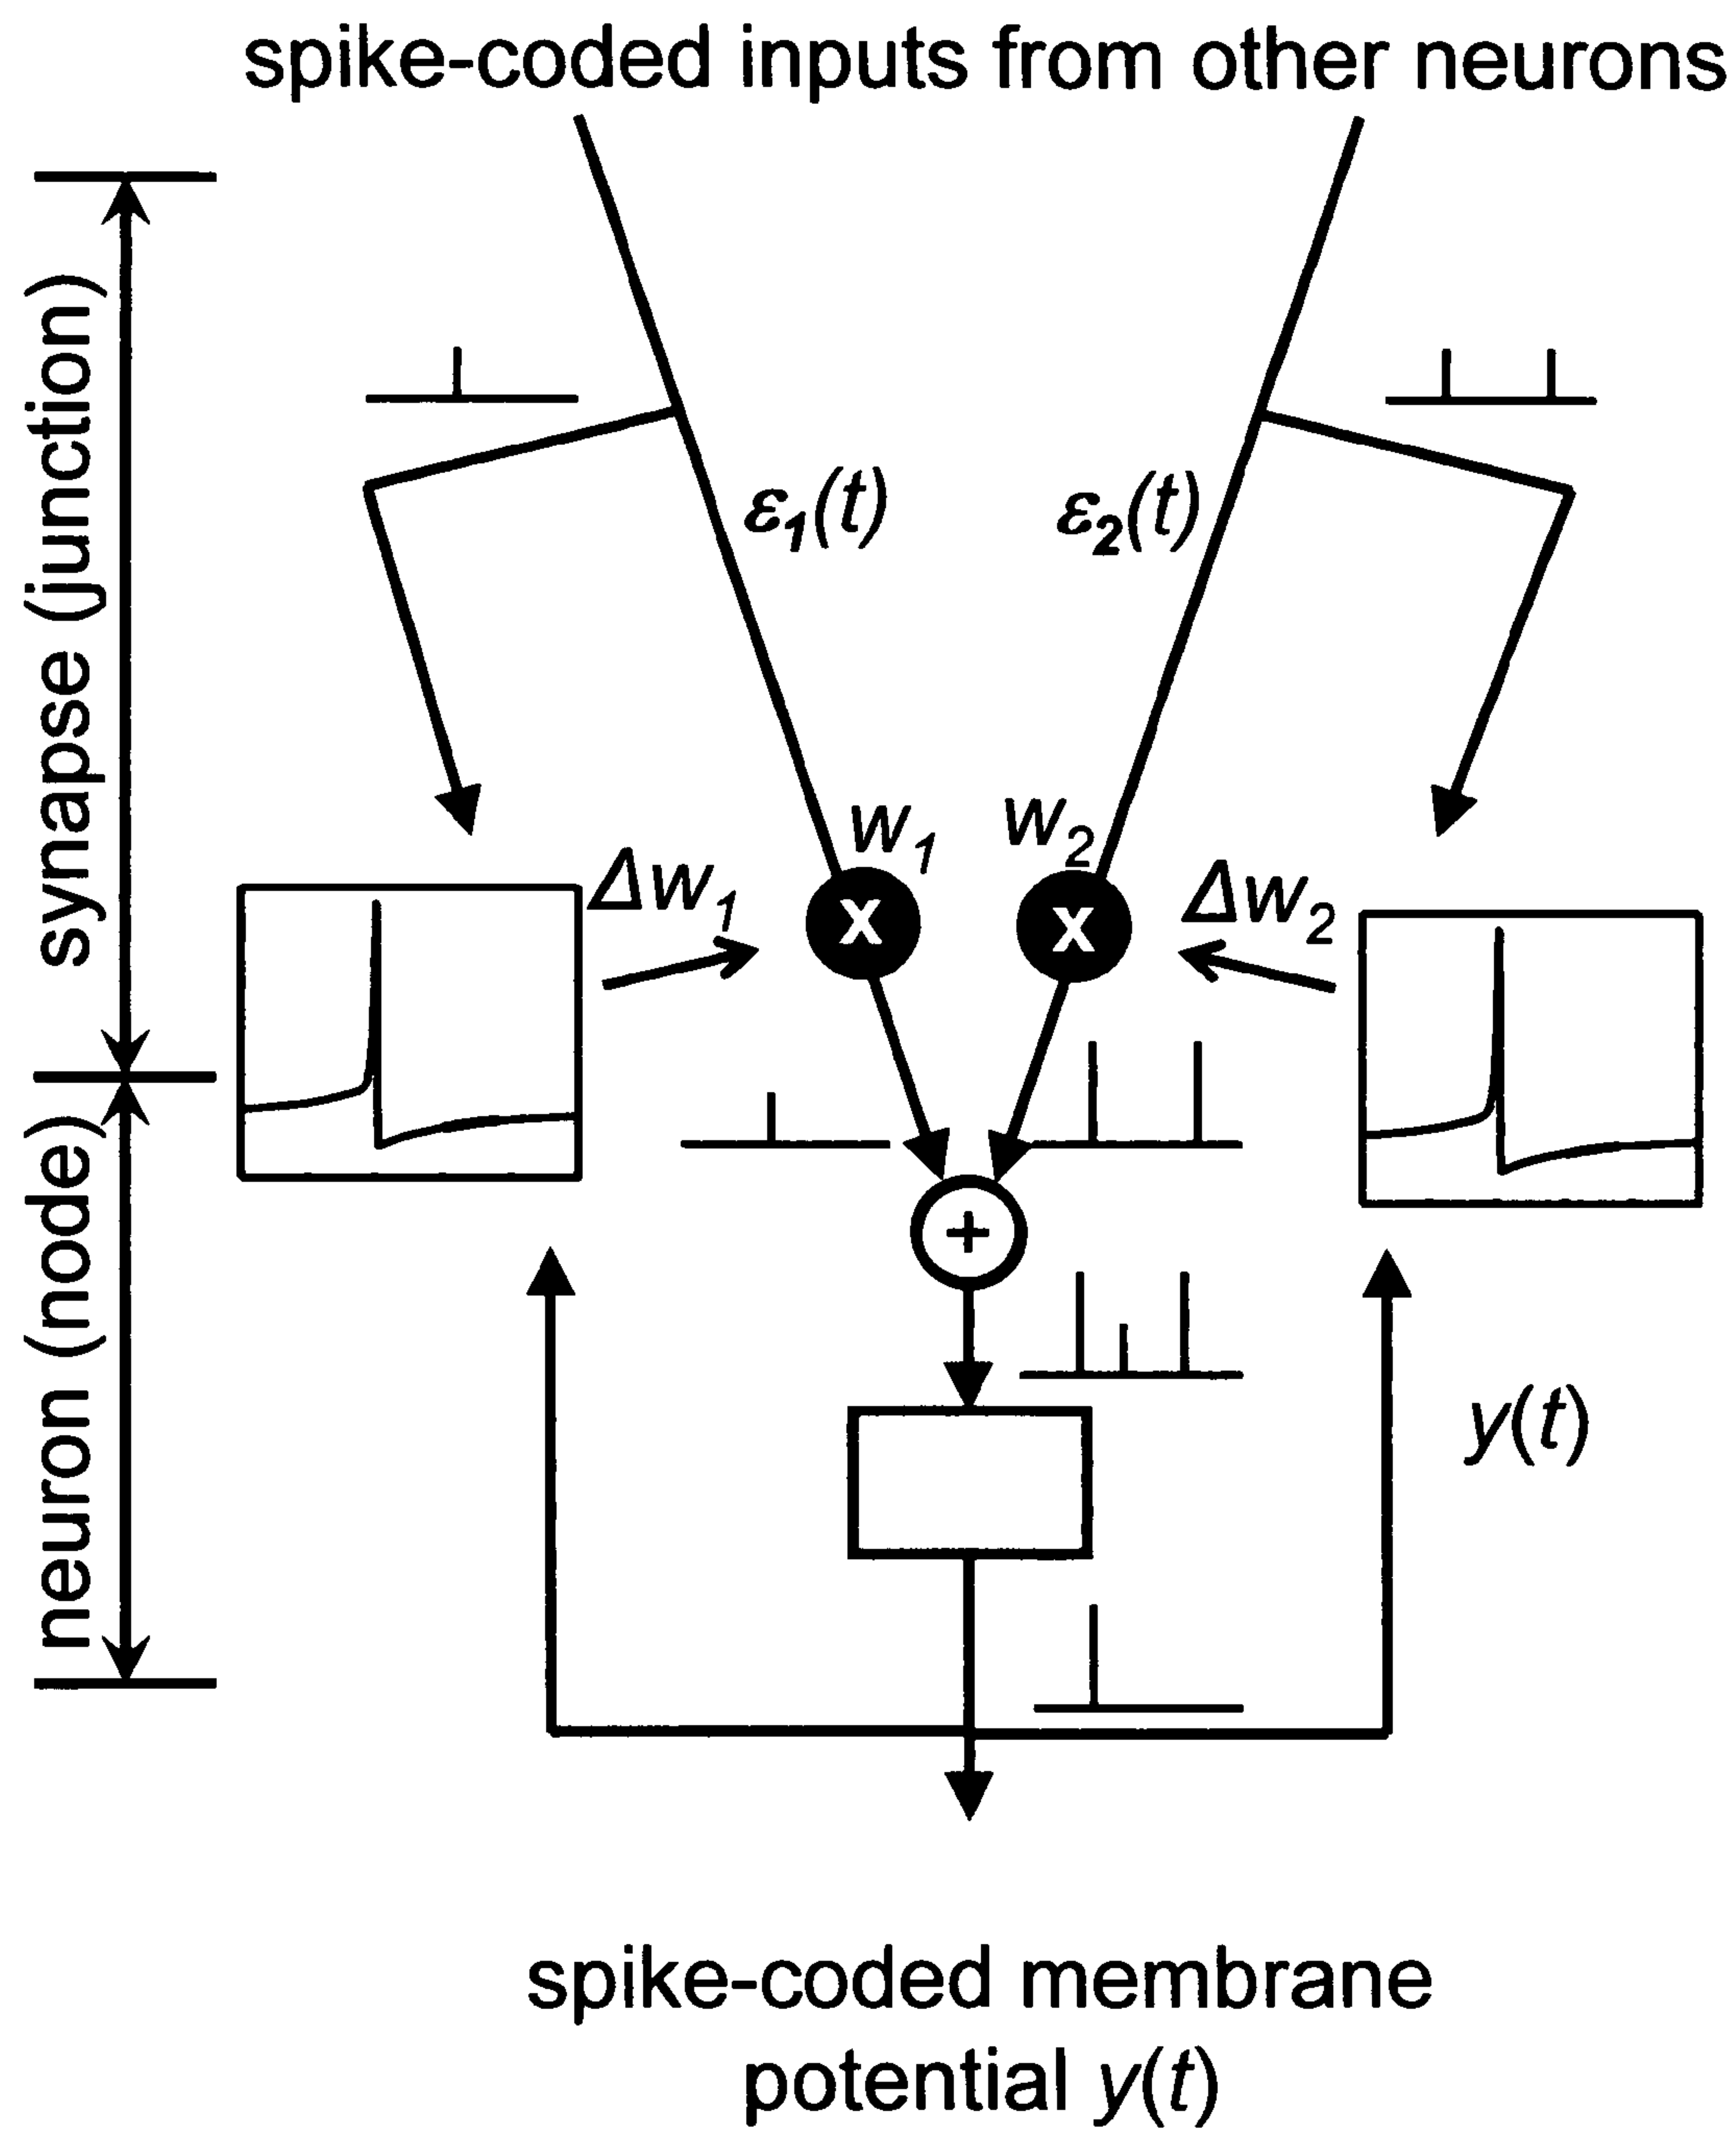 spike-coded inputs from other neurons
synapse (junction)
neuron (node)
ε1(t)
ε2(t)
w1
w2
Δw1
Δw2
x
x
+
y(t)
spike-coded membrane
potential y(t)